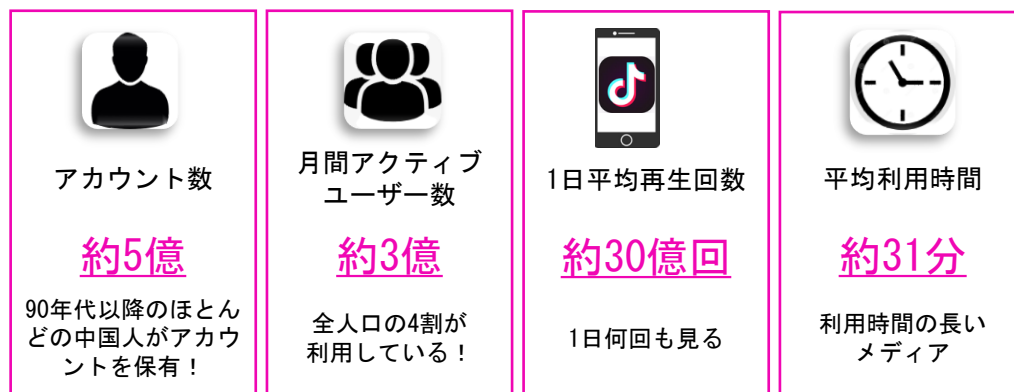 アカウント数
約5億
90年代以降のほとん
どの中国人がアカウ
ントを保有！
月間アクティブ
ユーザー数
約3億
全人口の4割が
利用している！
1日平均再生回数
約30億回
1日何回も見る
平均利用時間
約31分
利用時間の長い
メディア